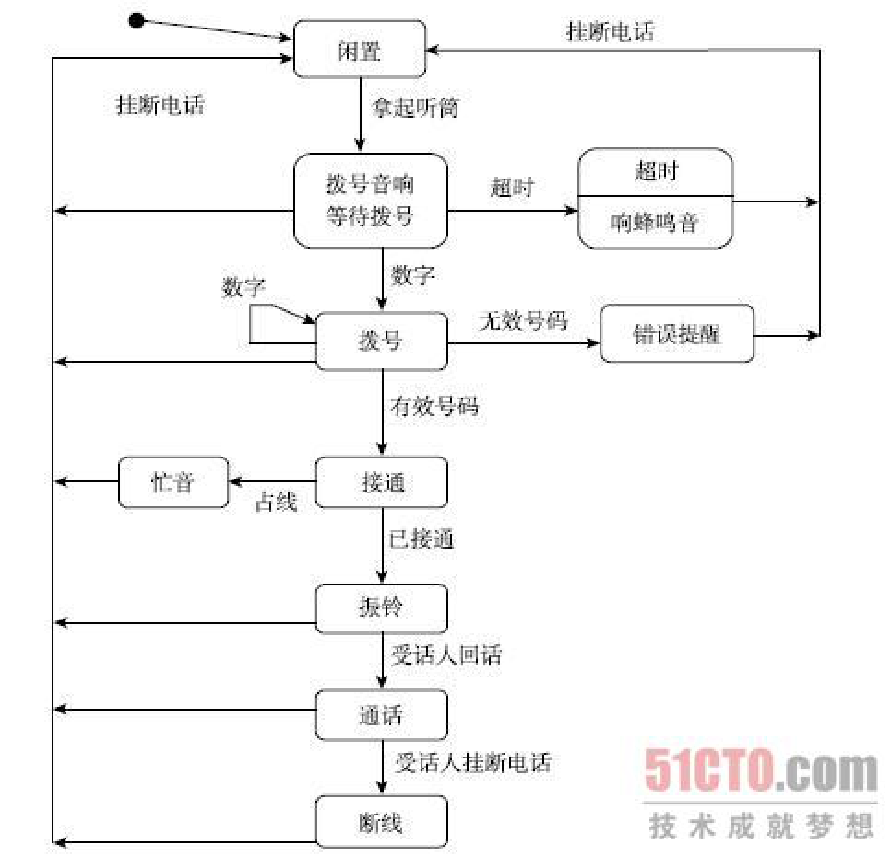 挂断电话
闲置
挂断电话
拿起听筒
拨号音响
等待拨号
超时
超时
响蜂鸣音
数字
数字
拨号
无效号码
错误提醒
有效号码
忙音
占线
接通
已接通
振铃
受话人回话
通话
受话人挂断电话
断线
51CTO.com
技术成就梦想